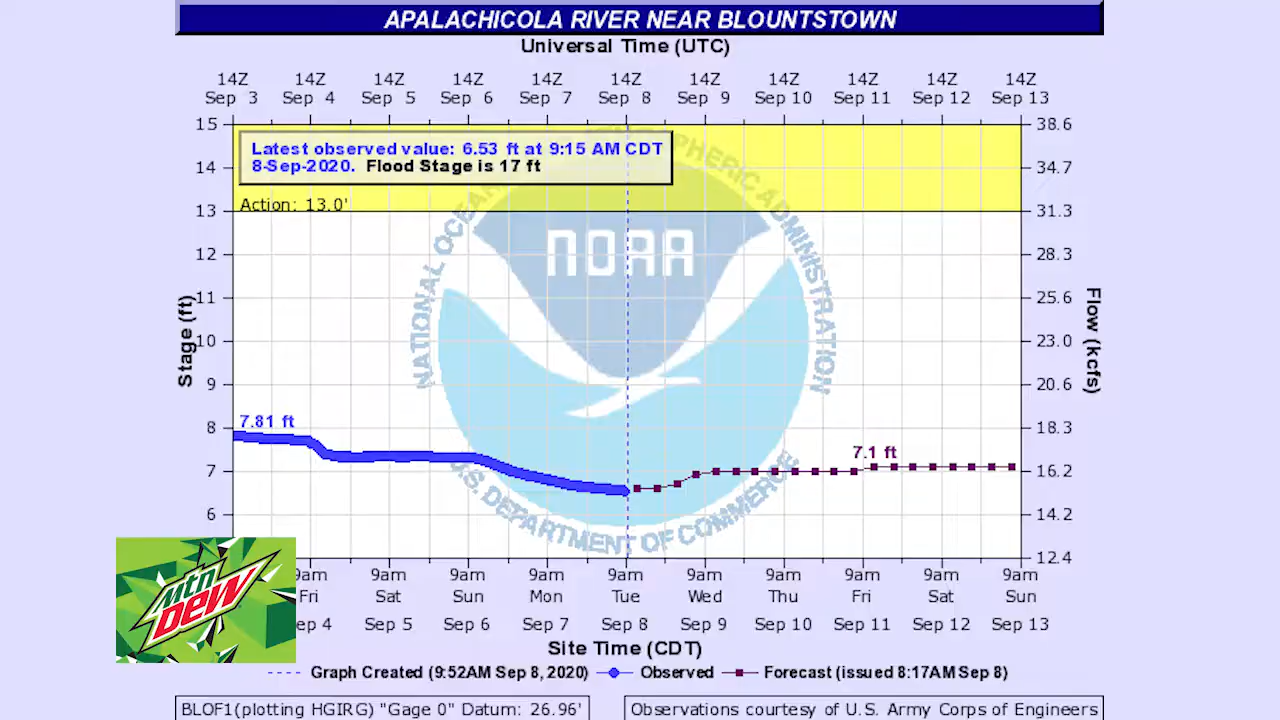 APALACHICOLA RIVER NEAR BLOUNTSTOWN
Universal Time (UTC)
14Z 14Z 14Z 14Z 14Z 14Z 14Z 14Z 14Z 14Z 14Z
Sep 3 Sep 4 Sep 5 Sep 6 Sep 7 Sep 8 Sep 9 Sep 10 Sep 11 Sep 12 Sep 13
15 38.6
Latest observed value: 6.53 ft at 9:15 AM CDT
8-Sep-2020. Flood Stage is 17 ft
14 34.7
Action: 13.0'
13 31.3
NATIONAL OCEANIC ATMOSPHERIC ADMINISTRATION
NOAA
12 28.3
11 25.6
Stage (ft)
Flow (kcfs)
10 23.0
9 20.6
7.81 ft
8 18.3
7.1 ft
7 16.2
U.S. DEPARTMENT OF COMMERCE
6 14.2
12.4
9am 9am 9am 9am 9am 9am 9am 9am 9am 9am
Fri Sat Sun Mon Tue Wed Thu Fri Sat Sun
ep 4 Sep 5 Sep 6 Sep 7 Sep 8 Sep 9 Sep 10 Sep 11 Sep 12 Sep 13
mtn
DEW
Site Time (CDT)
Graph Created (9:52AM Sep 8, 2020) Observed Forecast (issued 8:17AM Sep 8)
BLOF1(plotting HGIRG) "Gage 0" Datum: 26.96'
Observations courtesy of U.S. Army Corps of Engineers